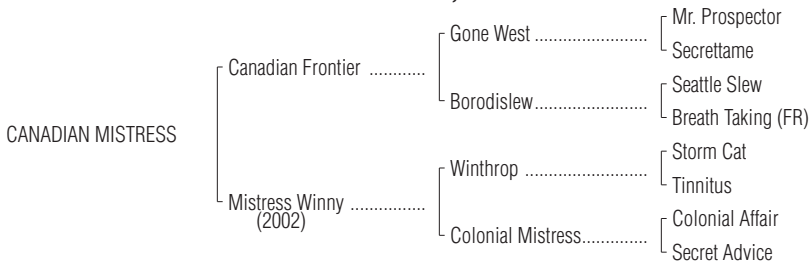 Mr. Prospector
Gone West ...................
Secrettame
Canadian Frontier ............
Seattle Slew
Borodislew...................
Breath Taking (FR)
CANADIAN MISTRESS
Storm Cat
Winthrop ....................
Tinnitus
Mistress Winny ................
(2002)
Colonial Affair
Colonial Mistress..............
Secret Advice